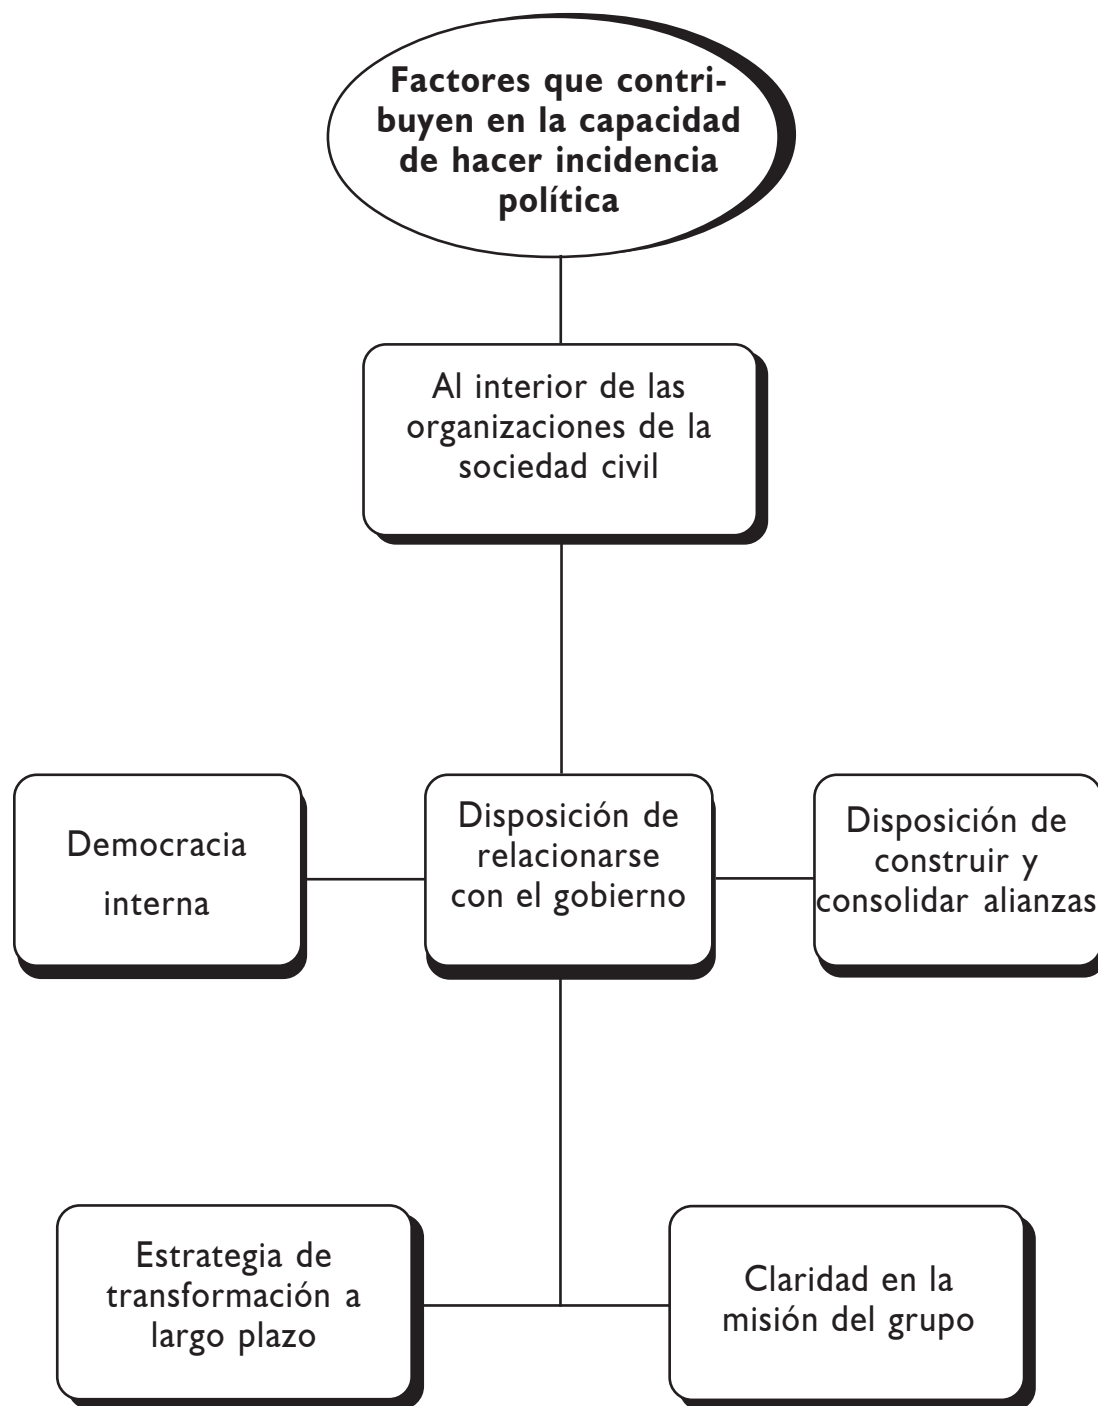 Factores que contri-
buyen en la capacidad
de hacer incidencia
política
Al interior de las
organizaciones de la
sociedad civil
Democracia
interna
Disposición de
relacionarse
con el gobierno
Disposición de
construir y
consolidar alianzas
Estrategia de
transformación a
largo plazo
Claridad en la
misión del grupo